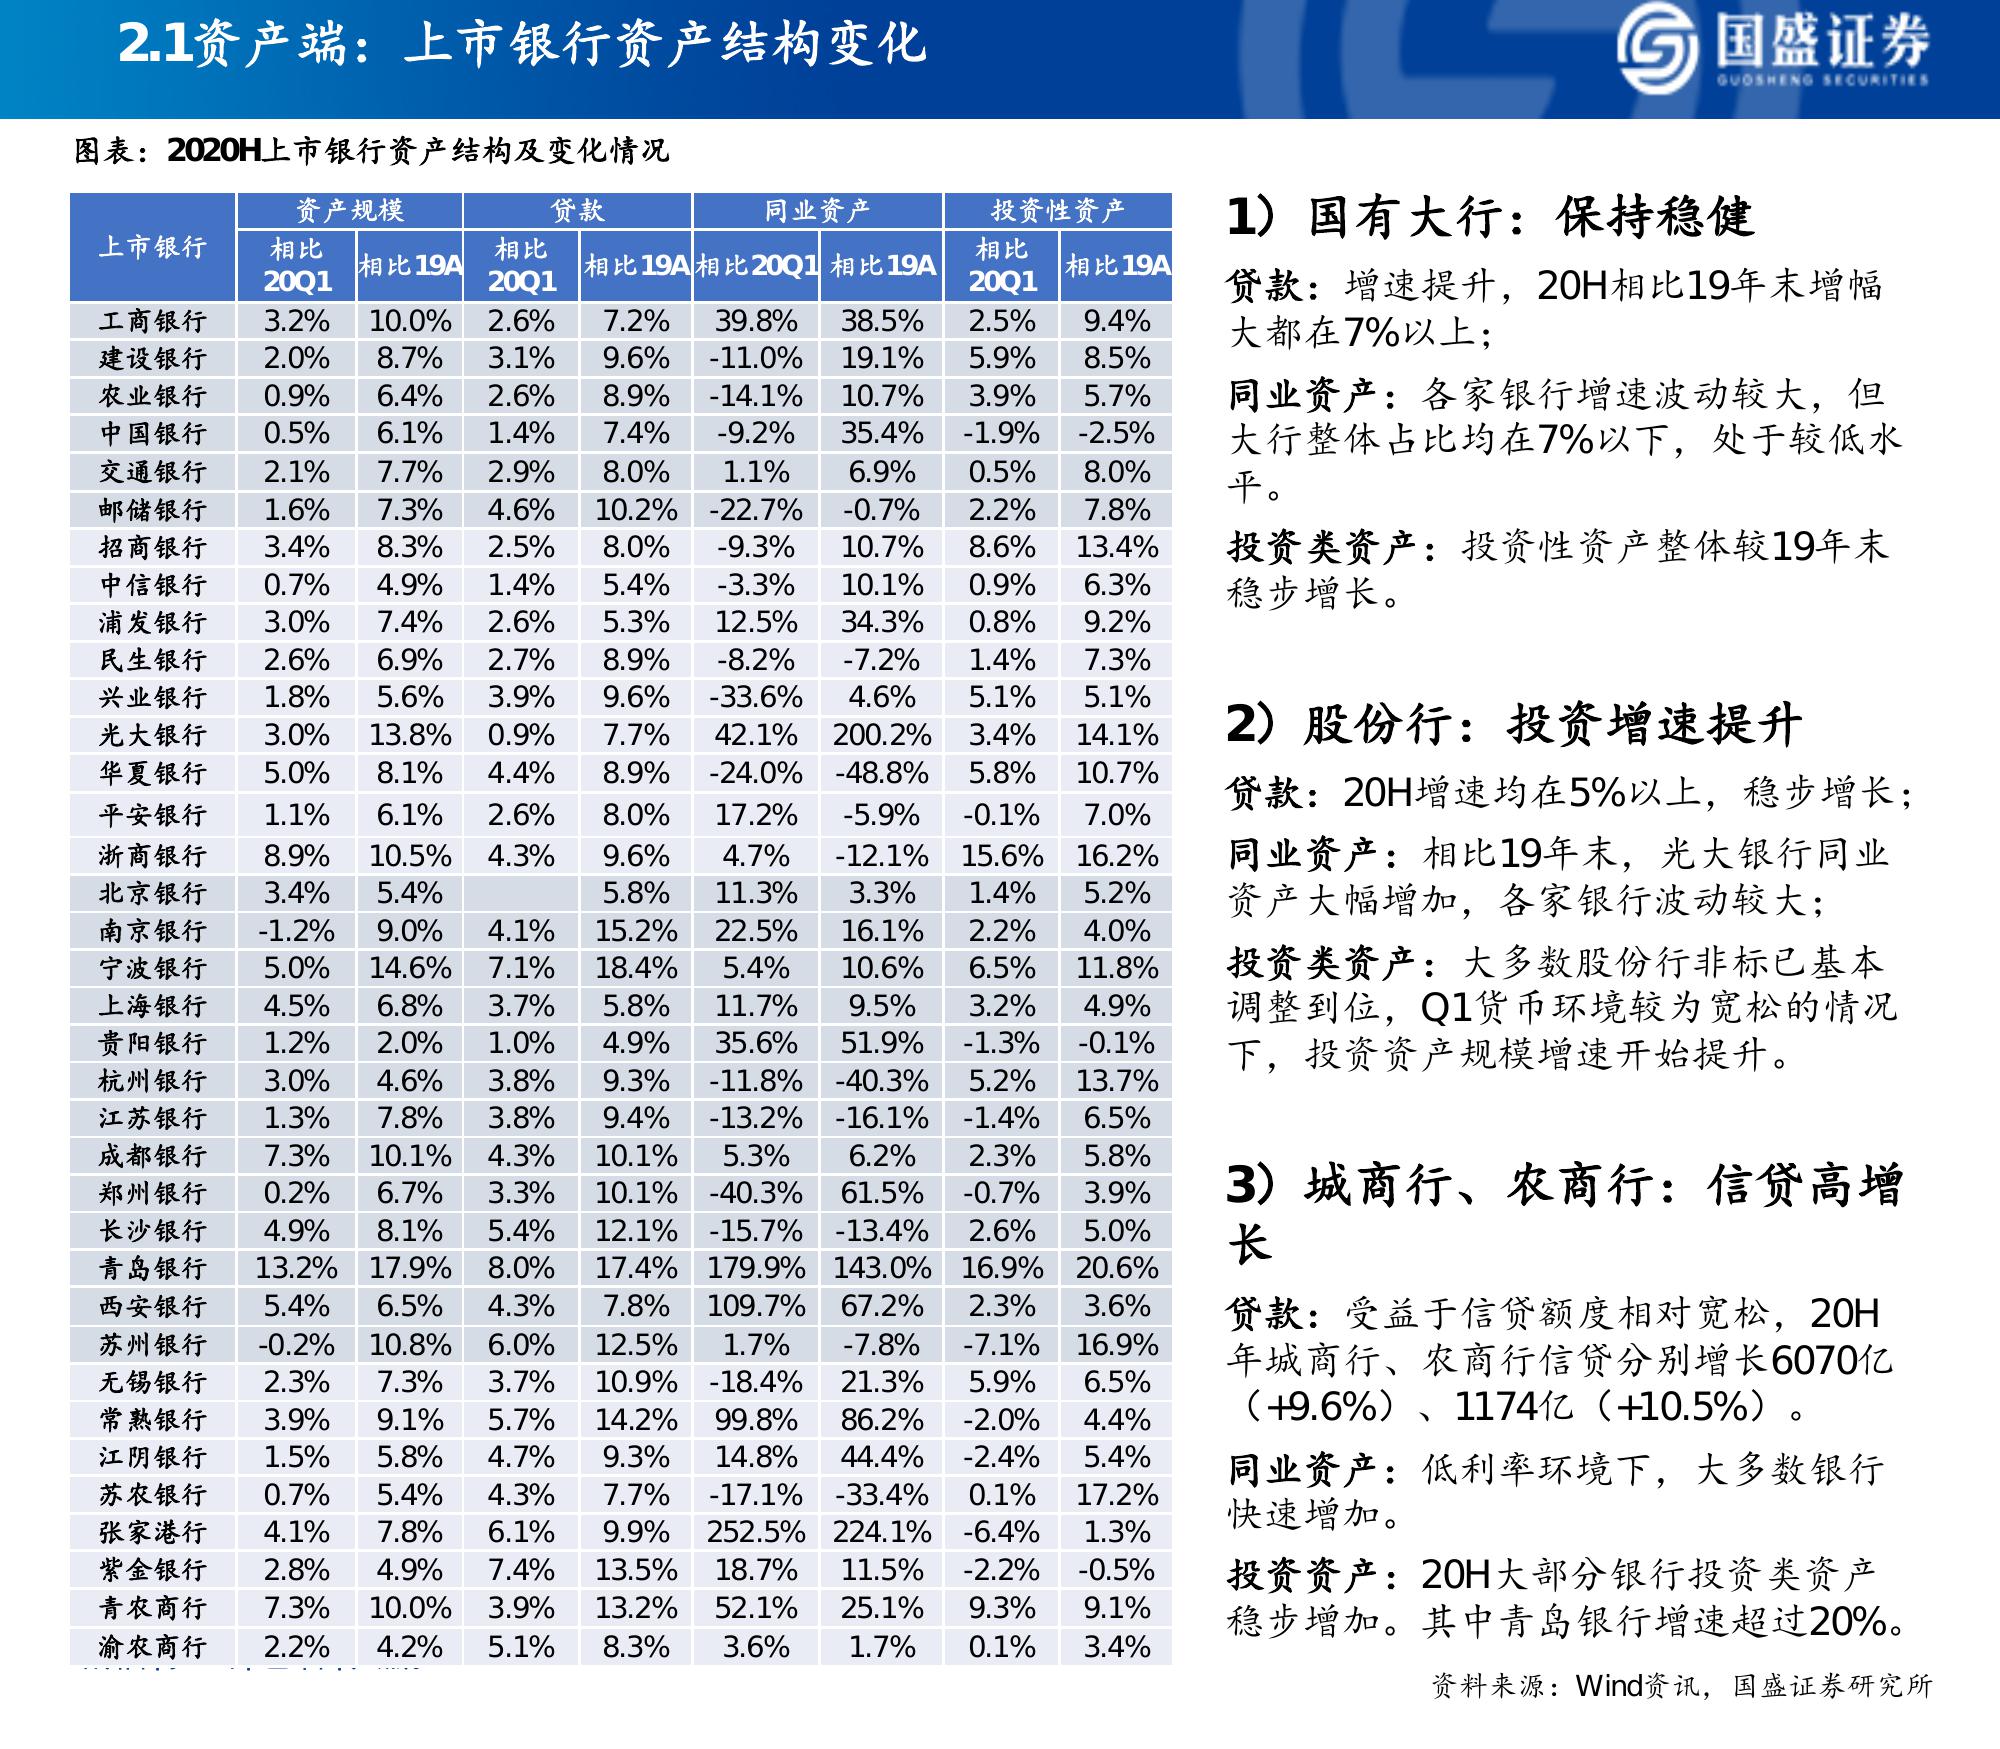 2.1资产端：上市银行资产结构变化
国盛证券
GUOSHENG SECURITIES
图表：2020H上市银行资产结构及变化情况
上市银行 资产规模 贷款 同业资产 投资性资产
相比20Q1 相比19A 相比20Q1 相比19A 相比20Q1 相比19A 相比20Q1 相比19A
工商银行 3.2% 10.0% 2.6% 7.2% 39.8% 38.5% 2.5% 9.4%
建设银行 2.0% 8.7% 3.1% 9.6% -11.0% 19.1% 5.9% 8.5%
农业银行 0.9% 6.4% 2.6% 8.9% -14.1% 10.7% 3.9% 5.7%
中国银行 0.5% 6.1% 1.4% 7.4% -9.2% 35.4% -1.9% -2.5%
交通银行 2.1% 7.7% 2.9% 8.0% 1.1% 6.9% 0.5% 8.0%
邮储银行 1.6% 7.3% 4.6% 10.2% -22.7% -0.7% 2.2% 7.8%
招商银行 3.4% 8.3% 2.5% 8.0% -9.3% 10.7% 8.6% 13.4%
中信银行 0.7% 4.9% 1.4% 5.4% -3.3% 10.1% 0.9% 6.3%
浦发银行 3.0% 7.4% 2.6% 5.3% 12.5% 34.3% 0.8% 9.2%
民生银行 2.6% 6.9% 2.7% 8.9% -8.2% -7.2% 1.4% 7.3%
兴业银行 1.8% 5.6% 3.9% 9.6% -33.6% 4.6% 5.1% 5.1%
光大银行 3.0% 13.8% 0.9% 7.7% 42.1% 200.2% 3.4% 14.1%
华夏银行 5.0% 8.1% 4.4% 8.9% -24.0% -48.8% 5.8% 10.7%
平安银行 1.1% 6.1% 2.6% 8.0% 17.2% -5.9% -0.1% 7.0%
浙商银行 8.9% 10.5% 4.3% 9.6% 4.7% -12.1% 15.6% 16.2%
北京银行 3.4% 5.4% 5.8% 11.3% 3.3% 1.4% 5.2%
南京银行 -1.2% 9.0% 4.1% 15.2% 22.5% 16.1% 2.2% 4.0%
宁波银行 5.0% 14.6% 7.1% 18.4% 5.4% 10.6% 6.5% 11.8%
上海银行 4.5% 6.8% 3.7% 5.8% 11.7% 9.5% 3.2% 4.9%
贵阳银行 1.2% 2.0% 1.0% 4.9% 35.6% 51.9% -1.3% -0.1%
杭州银行 3.0% 4.6% 3.8% 9.3% -11.8% -40.3% 5.2% 13.7%
江苏银行 1.3% 7.8% 3.8% 9.4% -13.2% -16.1% -1.4% 6.5%
成都银行 7.3% 10.1% 4.3% 10.1% 5.3% 6.2% 2.3% 5.8%
郑州银行 0.2% 6.7% 3.3% 10.1% -40.3% 61.5% -0.7% 3.9%
长沙银行 4.9% 8.1% 5.4% 12.1% -15.7% -13.4% 2.6% 5.0%
青岛银行 13.2% 17.9% 8.0% 17.4% 179.9% 143.0% 16.9% 20.6%
西安银行 5.4% 6.5% 4.3% 7.8% 109.7% 67.2% 2.3% 3.6%
苏州银行 -0.2% 10.8% 6.0% 12.5% 1.7% -7.8% -7.1% 16.9%
无锡银行 2.3% 7.3% 3.7% 10.9% -18.4% 21.3% 5.9% 6.5%
常熟银行 3.9% 9.1% 5.7% 14.2% 99.8% 86.2% -2.0% 4.4%
江阴银行 1.5% 5.8% 4.7% 9.3% 14.8% 44.4% -2.4% 5.4%
苏农银行 0.7% 5.4% 4.3% 7.7% -17.1% -33.4% 0.1% 17.2%
张家港行 4.1% 7.8% 6.1% 9.9% 252.5% 224.1% -6.4% 1.3%
紫金银行 2.8% 4.9% 7.4% 13.5% 18.7% 11.5% -2.2% -0.5%
青农商行 7.3% 10.0% 3.9% 13.2% 52.1% 25.1% 9.3% 9.1%
渝农商行 2.2% 4.2% 5.1% 8.3% 3.6% 1.7% 0.1% 3.4%
1）国有大行：保持稳健
贷款：增速提升，20H相比19年末增幅
大都在7%以上；
同业资产：各家银行增速波动较大，但
大行整体占比均在7%以下，处于较低水
平。
投资类资产：投资性资产整体较19年末
稳步增长。
2）股份行：投资增速提升
贷款：20H增速均在5%以上，稳步增长；
同业资产：相比19年末，光大银行同业
资产大幅增加，各家银行波动较大；
投资类资产：大多数股份行非标已基本
调整到位，Q1货币环境较为宽松的情况
下，投资资产规模增速开始提升。
3）城商行、农商行：信贷高增
长
贷款：受益于信贷额度相对宽松，20H
年城商行、农商行信贷分别增长6070亿
（+9.6%）、1174亿（+10.5%）。
同业资产：低利率环境下，大多数银行
快速增加。
投资资产：20H大部分银行投资类资产
稳步增加。其中青岛银行增速超过20%。
资料来源：Wind资讯，国盛证券研究所